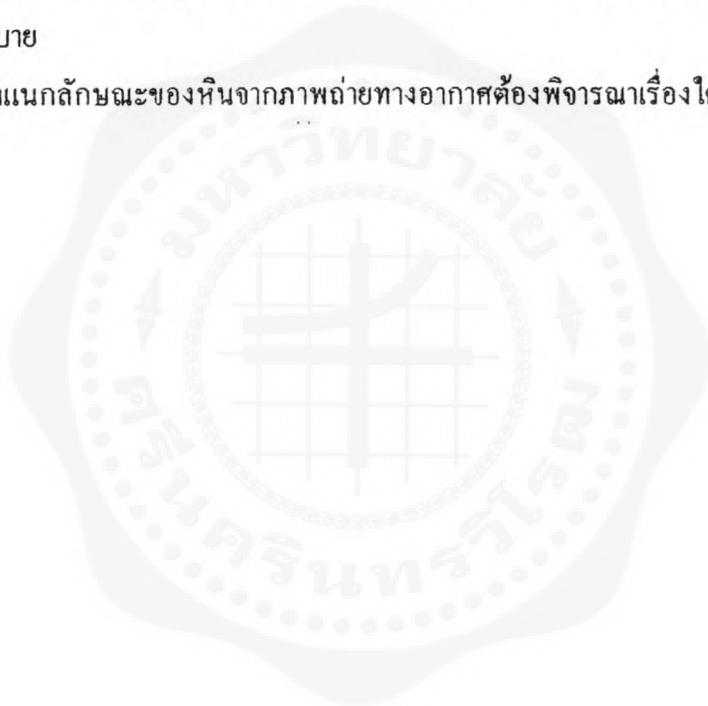 บาย
แนกลักษณะของหินจากภาพถ่ายทางอากาศต้องพิจารณาเรื่องใ
มหาวิทยาลัย
ศรีนครินทรวิโรฒ